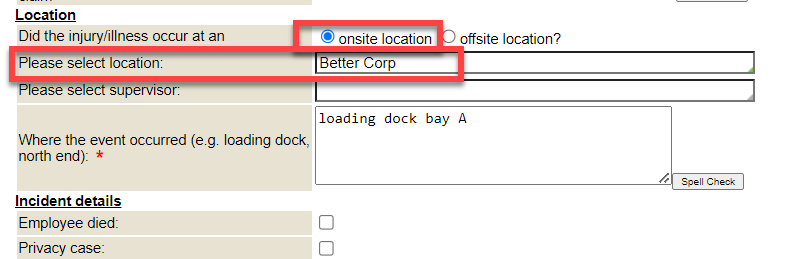 Location
Did the injury/illness occur at an onsite location offsite location?
Please select location: Better Corp
Please select supervisor:
Where the event occurred (e.g. loading dock, north end): * loading dock bay A
Spell Check
Incident details
Employee died:
Privacy case: